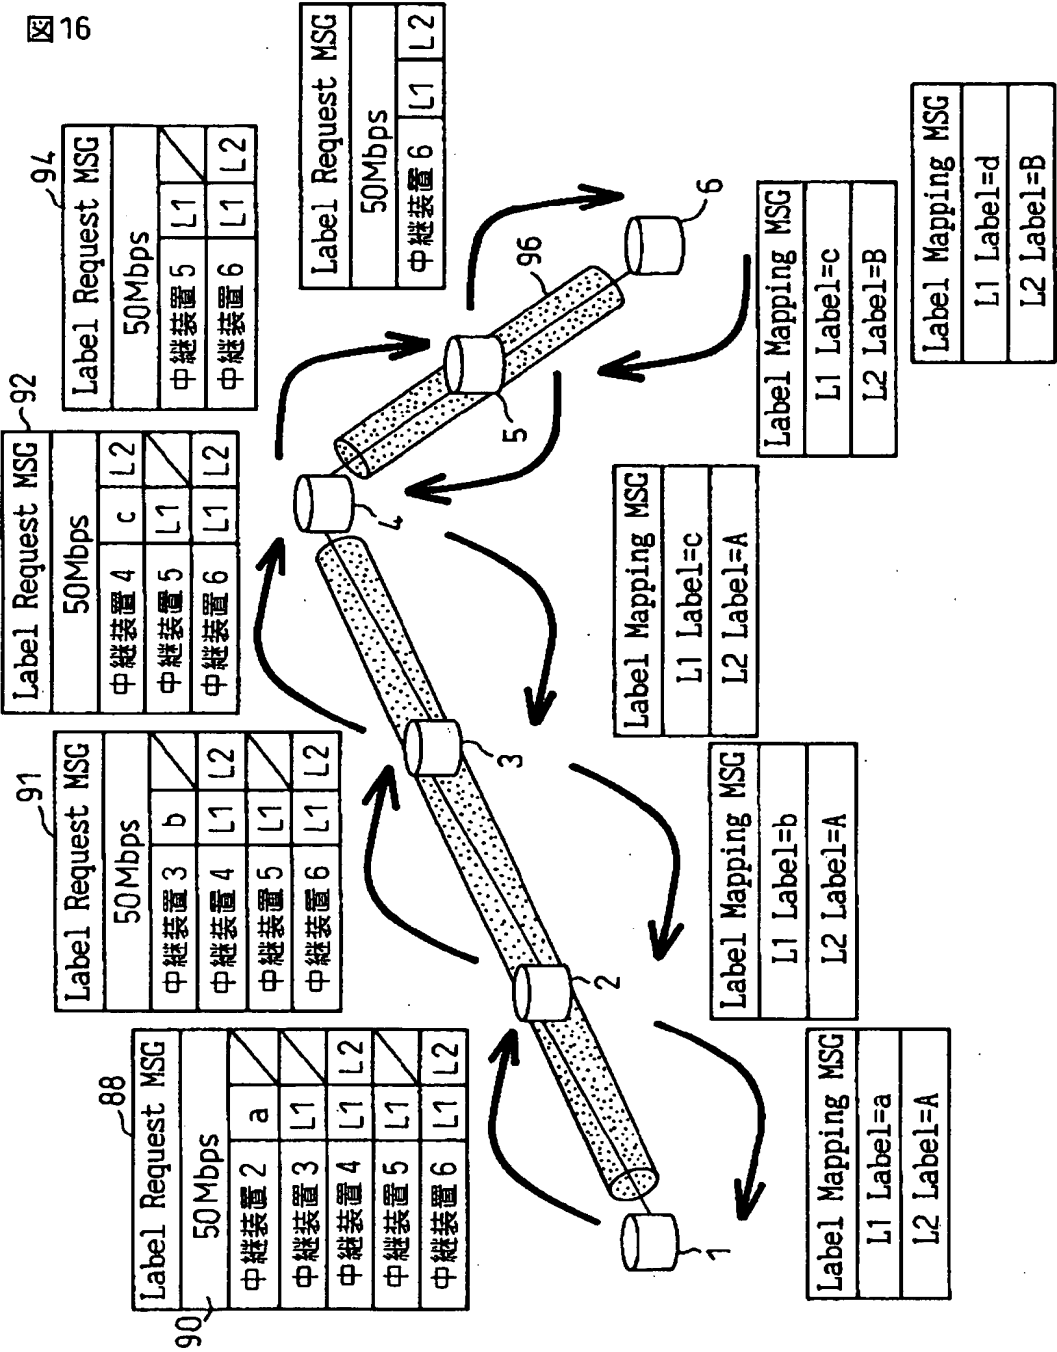 図16
88
Label Request MSG
90
50Mbps
中継装置2 a
中継装置3 L1
中継装置4 L1 L2
中継装置5 L1
中継装置6 L1 L2
91
Label Request MSG
50Mbps
中継装置3 b
中継装置4 L1 L2
中継装置5 L1
中継装置6 L1 L2
92
Label Request MSG
50Mbps
中継装置4 c L2
中継装置5 L1
中継装置6 L1 L2
94
Label Request MSG
50Mbps
中継装置5 L1
中継装置6 L1 L2
Label Request MSG
50Mbps
中継装置6 L1 L2
1
2
3
4
5
96
6
Label Mapping MSG
L1 Label=a
L2 Label=A
Label Mapping MSG
L1 Label=b
L2 Label=A
Label Mapping MSG
L1 Label=c
L2 Label=A
Label Mapping MSG
L1 Label=c
L2 Label=B
Label Mapping MSG
L1 Label=d
L2 Label=B